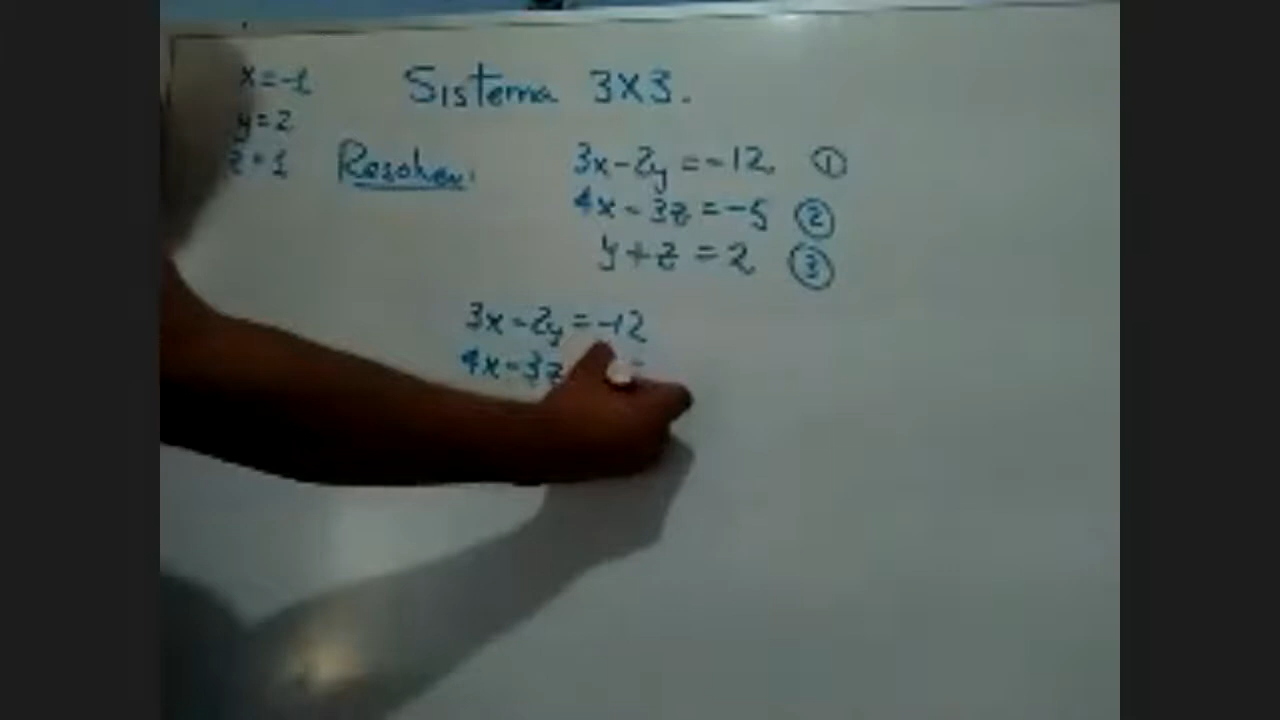 x=-1
y=2
z=1
Sistema 3x3.
Resolver:
3x-2y=-12. ①
4x-3z=-5 ②
y+z=2 ③
3x-2y=-12
4x-3z